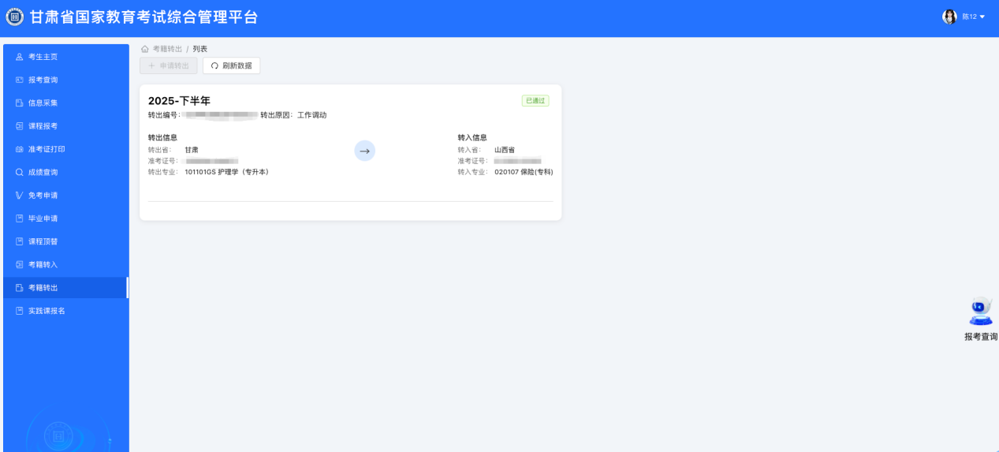 甘肃省国家教育考试综合管理平台
陈12
考生主页
报考查询
信息采集
课程报考
准考证打印
成绩查询
免考申请
毕业申请
课程顶替
考籍转入
考籍转出
实践课报名
考籍转出 / 列表
+ 申请转出 刷新数据
2025-下半年 已通过
转出编号: 转出原因: 工作调动
转出信息
转出省: 甘肃
准考证号:
转出专业: 101101GS 护理学（专升本）
→
转入信息
转入省: 山西省
准考证号:
转入专业: 020107 保险(专科)
报考查询